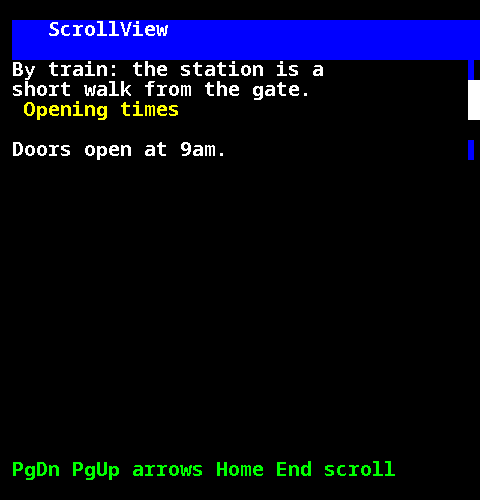 ScrollView
By train: the station is a
short walk from the gate.
Opening times
Doors open at 9am.
PgDn PgUp arrows Home End scroll